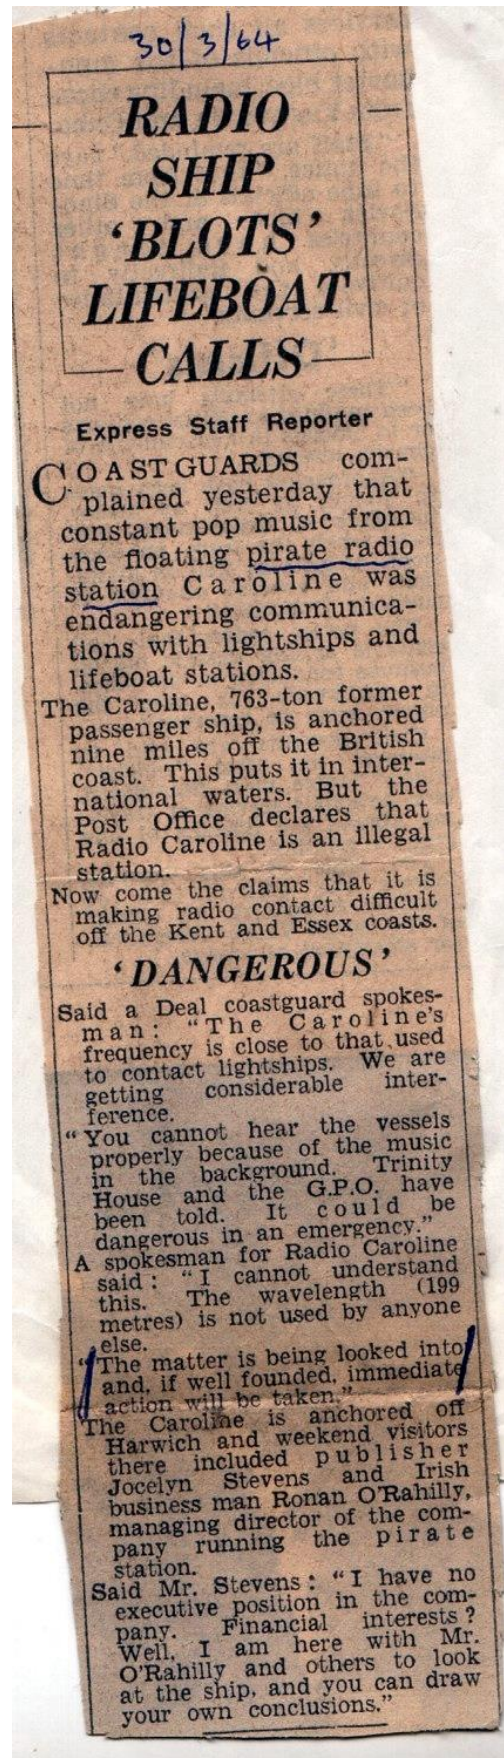 30/3/64
RADIO
SHIP
‘BLOTS’
LIFEBOAT
CALLS
Express Staff Reporter
COASTGUARDS com-
plained yesterday that
constant pop music from
the floating pirate radio
station Caroline was
endangering communica-
tions with lightships and
lifeboat stations.
The Caroline, 763-ton former
passenger ship, is anchored
nine miles off the British
coast. This puts it in inter-
national waters. But the
Post Office declares that
Radio Caroline is an illegal
station.
Now come the claims that it is
making radio contact difficult
off the Kent and Essex coasts.
‘DANGEROUS’
Said a Deal coastguard spokes-
man: “The Caroline's
frequency is close to that used
to contact lightships. We are
getting considerable inter-
ference.
“You cannot hear the vessels
properly because of the music
in the background. Trinity
House and the G.P.O. have
been told. It could be
dangerous in an emergency.”
A spokesman for Radio Caroline
said: “I cannot understand
this. The wavelength (199
metres) is not used by anyone
else.
“The matter is being looked into
and, if well founded, immediate
action will be taken.”
The Caroline is anchored off
Harwich and weekend visitors
there included publisher
Jocelyn Stevens and Irish
business man Ronan O'Rahilly,
managing director of the com-
pany running the pirate
station.
Said Mr. Stevens: “I have no
executive position in the com-
pany. Financial interests?
Well, I am here with Mr.
O'Rahilly and others to look
at the ship, and you can draw
your own conclusions.”